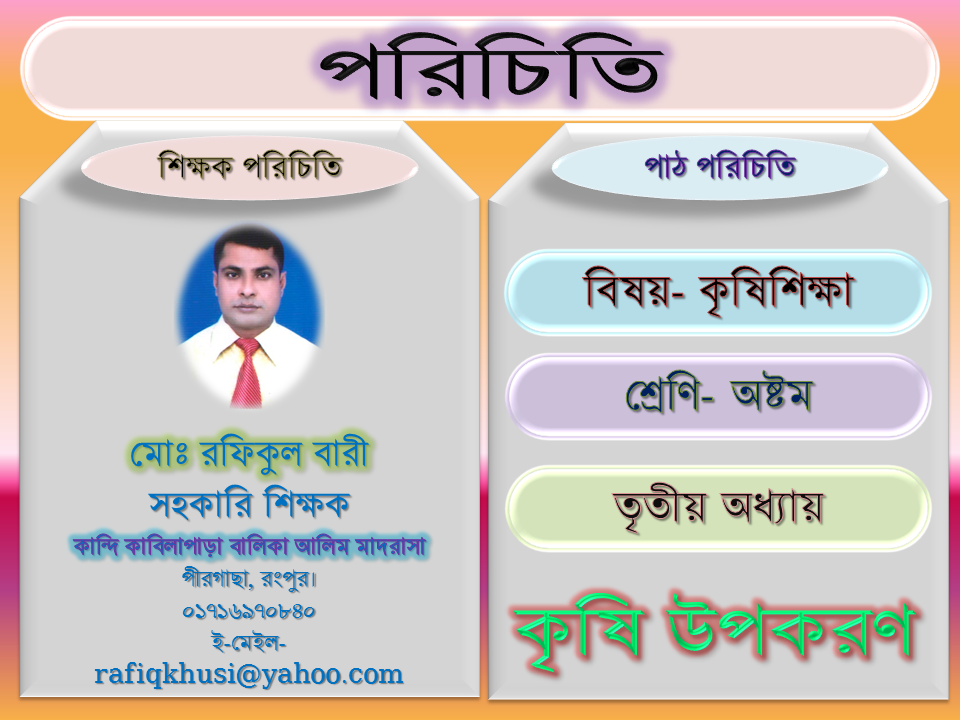 পরিচিতি
শিক্ষক পরিচিতি
মোঃ রফিকুল বারী
সহকারি শিক্ষক
কান্দি কাবিলাপাড়া বালিকা আলিম মাদরাসা
পীরগাছা, রংপুর।
০১৭১৬৯৭০৮৪০
ই-মেইল-
rafiqkhusi@yahoo.com
পাঠ পরিচিতি
বিষয়- কৃষিশিক্ষা
শ্রেণি- অষ্টম
তৃতীয় অধ্যায়
কৃষি উপকরণ